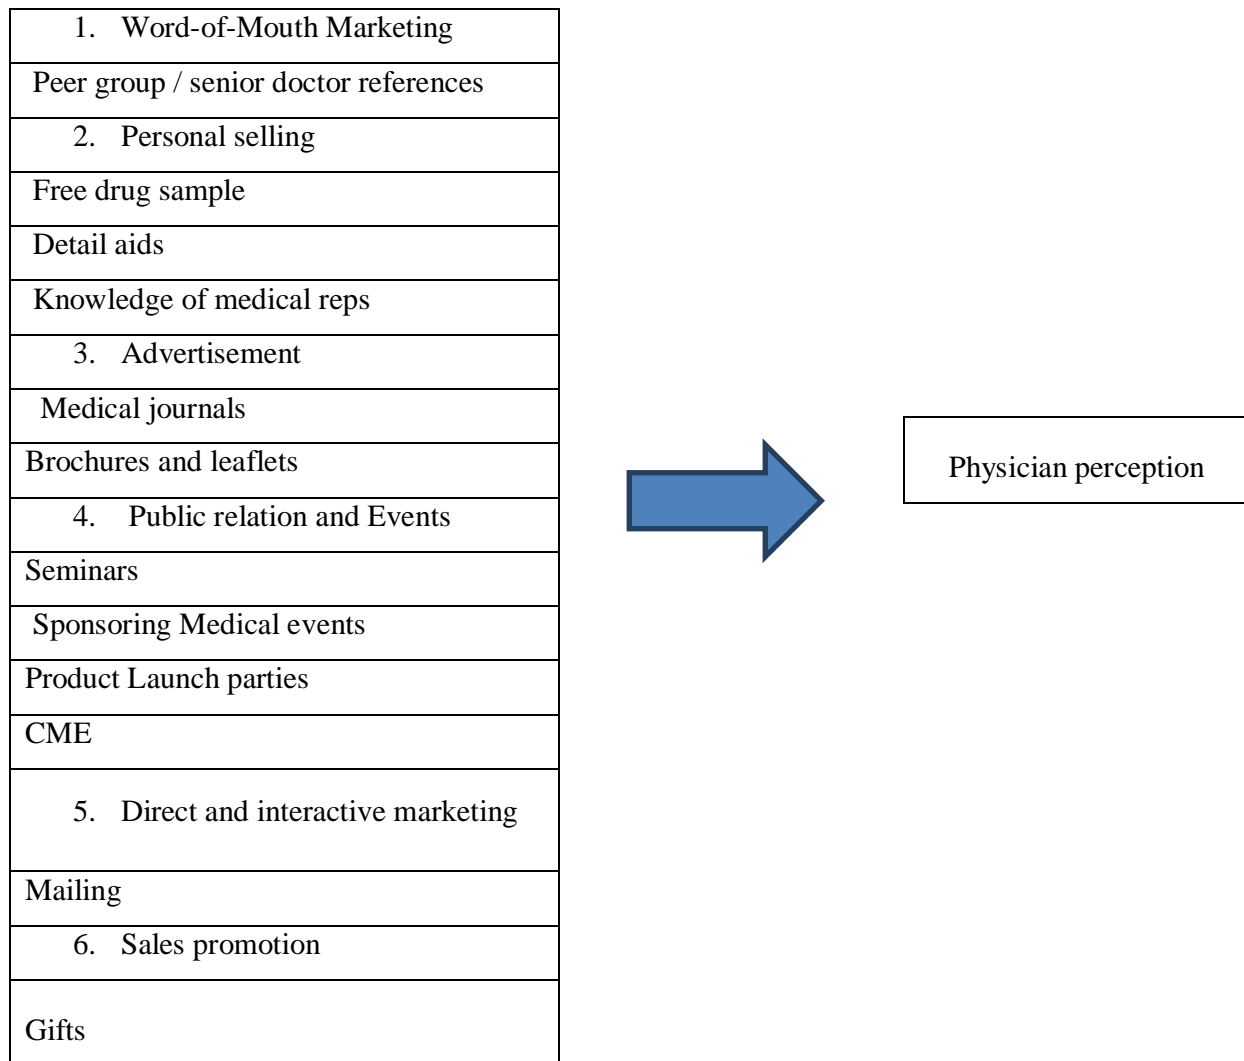 1. Word-of-Mouth Marketing
Peer group / senior doctor references
2. Personal selling
Free drug sample
Detail aids
Knowledge of medical reps
3. Advertisement
Medical journals
Brochures and leaflets
4. Public relation and Events
Seminars
Sponsoring Medical events
Product Launch parties
CME
5. Direct and interactive marketing
Mailing
6. Sales promotion
Gifts
Physician perception